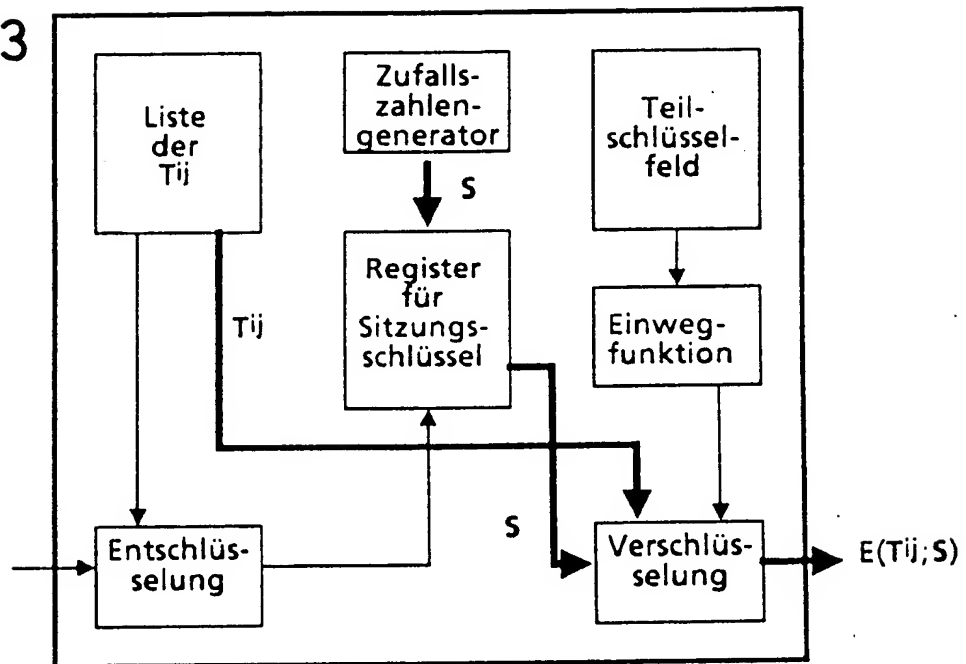 3
Liste
der
Tij
Zufalls-
zahlen-
generator
Teil-
schlüssel-
feld
S
Register
für
Sitzungs-
schlüssel
Tij
Einweg-
funktion
S
Entschlüs-
selung
Verschlüs-
selung
E(Tij;S)